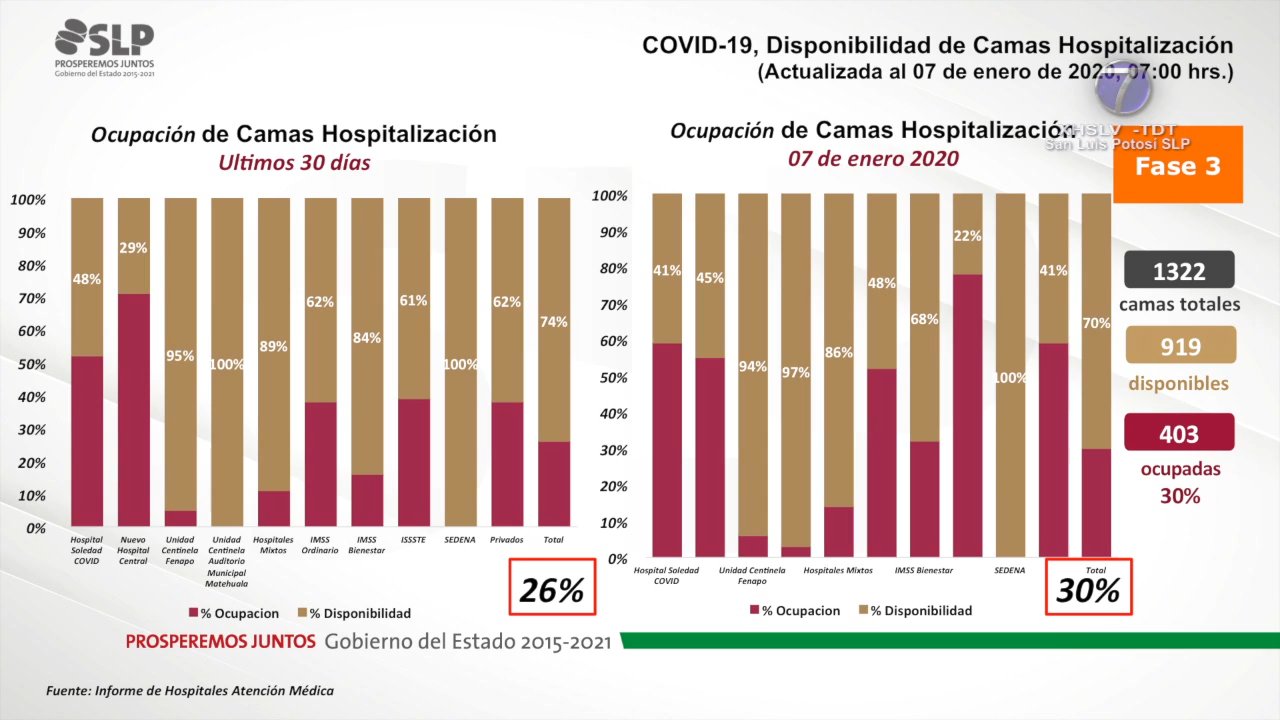 SLP
PROSPEREMOS JUNTOS
Gobierno del Estado 2015-2021
COVID-19, Disponibilidad de Camas Hospitalización
(Actualizada al 07 de enero de 2020, 07:00 hrs.)
7
XHSLV -TDT
San Luis Potosí SLP
Fase 3
Ocupación de Camas Hospitalización
Ultimos 30 días
100%
90%
80%
70%
60%
50%
40%
30%
20%
10%
0%
48%
29%
95%
100%
89%
62%
84%
61%
100%
62%
74%
Hospital Soledad COVID
Nuevo Hospital Central
Unidad Centinela Fenapo
Unidad Centinela Auditorio Municipal Matehuala
Hospitales Mixtos
IMSS Ordinario
IMSS Bienestar
ISSSTE
SEDENA
Privados
Total
26%
% Ocupacion
% Disponibilidad
Ocupación de Camas Hospitalización
07 de enero 2020
100%
90%
80%
70%
60%
50%
40%
30%
20%
10%
0%
41%
45%
94%
97%
86%
48%
68%
22%
100%
41%
70%
Hospital Soledad
COVID
Unidad Centinela
Fenapo
Hospitales Mixtos
IMSS Bienestar
SEDENA
Total
30%
% Ocupacion
% Disponibilidad
1322
camas totales
919
disponibles
403
ocupadas
30%
PROSPEREMOS JUNTOS Gobierno del Estado 2015-2021
Fuente: Informe de Hospitales Atención Médica